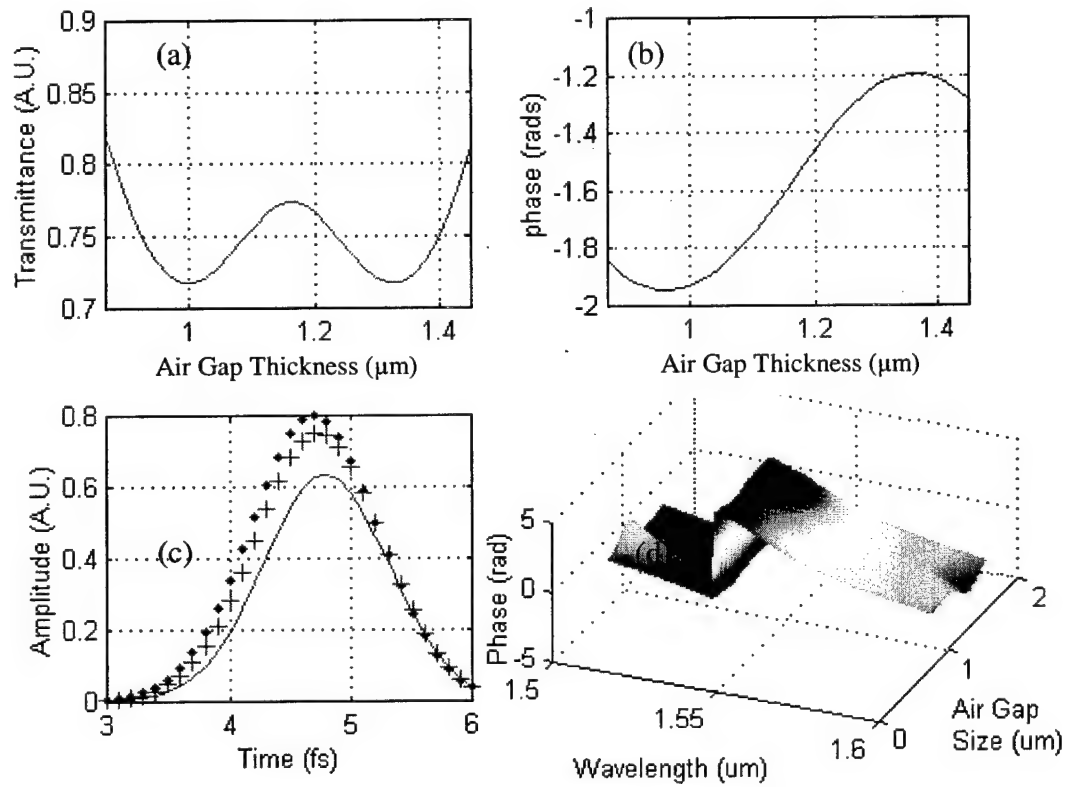 (a)
Transmittance (A.U.)
0.9
0.85
0.8
0.75
0.7
1
1.2
1.4
Air Gap Thickness (µm)
(b)
phase (rads)
-1
-1.2
-1.4
-1.6
-1.8
-2
1
1.2
1.4
Air Gap Thickness (µm)
(c)
Amplitude (A.U.)
0.8
0.6
0.4
0.2
0
3
4
5
6
Time (fs)
(d)
Phase (rad)
5
0
-5
1.5
1.55
1.6
Wavelength (um)
0
1
2
Air Gap
Size (um)